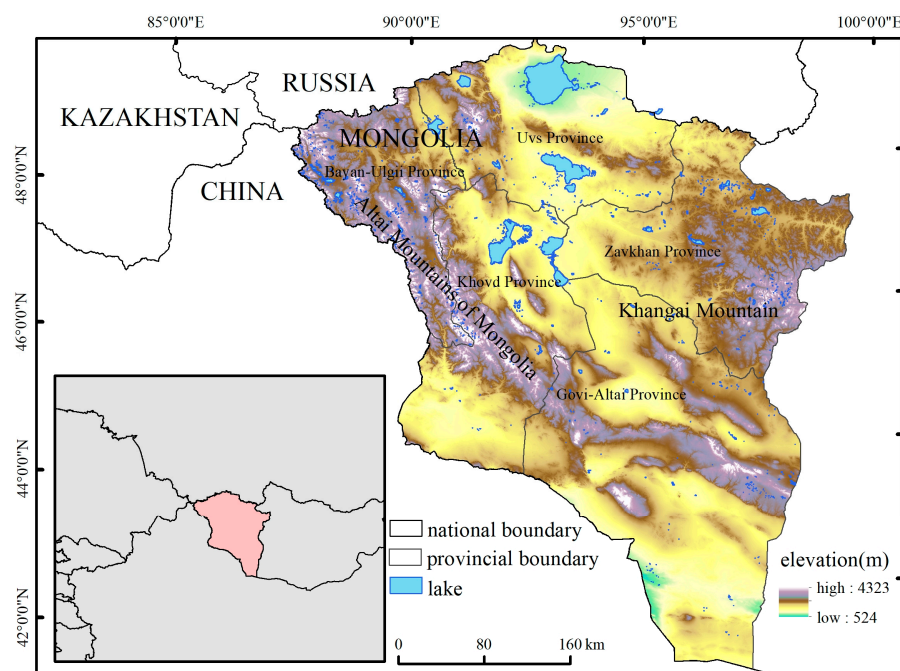 85°0'0"E 90°0'0"E 95°0'0"E 100°0'0"E
RUSSIA
KAZAKHSTAN
MONGOLIA
Uvs Province
Bayan-Ulgii Province
CHINA
48°0'0"N
Altai Mountains of Mongolia
Zavkhan Province
Khovd Province
Khangai Mountain
46°0'0"N
Govi-Altai Province
44°0'0"N
national boundary
provincial boundary
lake
elevation(m)
high : 4323
low : 524
42°0'0"N
0 80 160 km